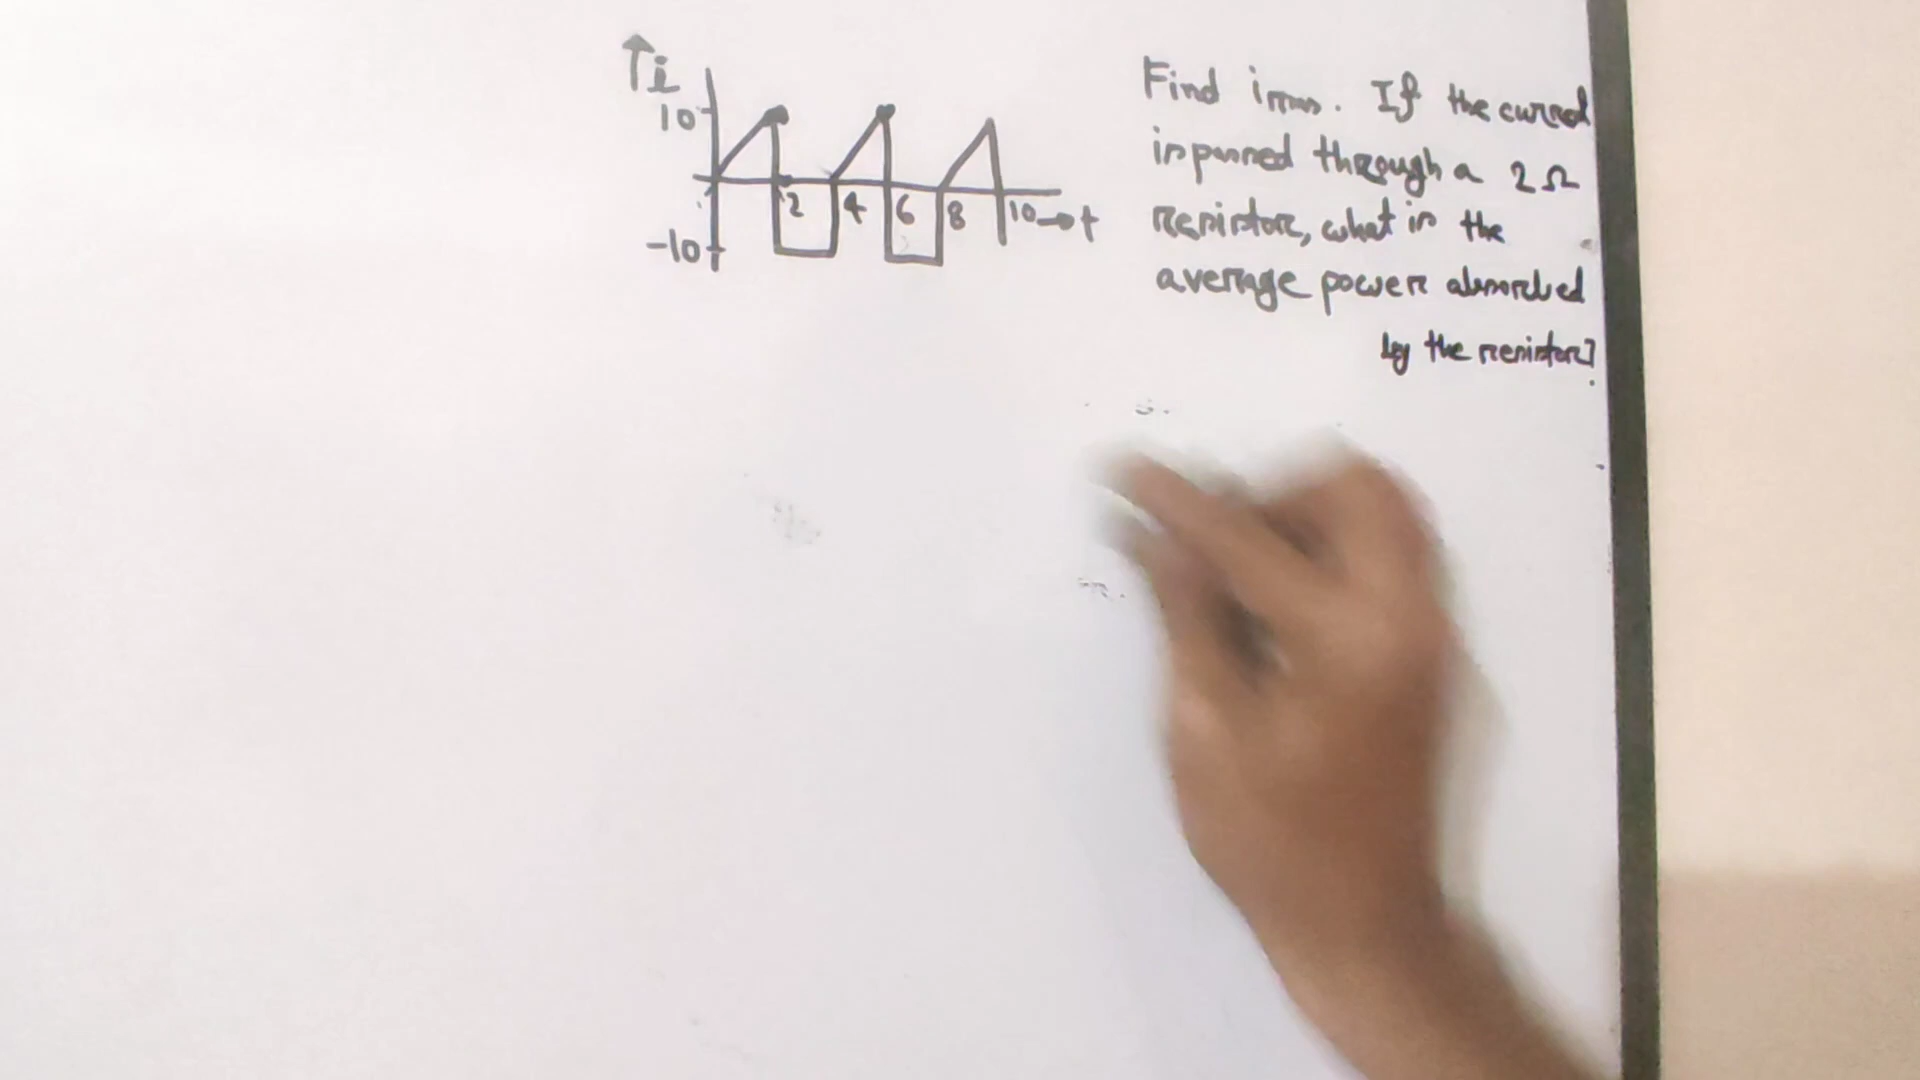 i
10
-10
2 4 6 8 10 t
Find irms. If the current
is passed through a 2Ω
resistor, what is the
average power absorbed
by the resistor?